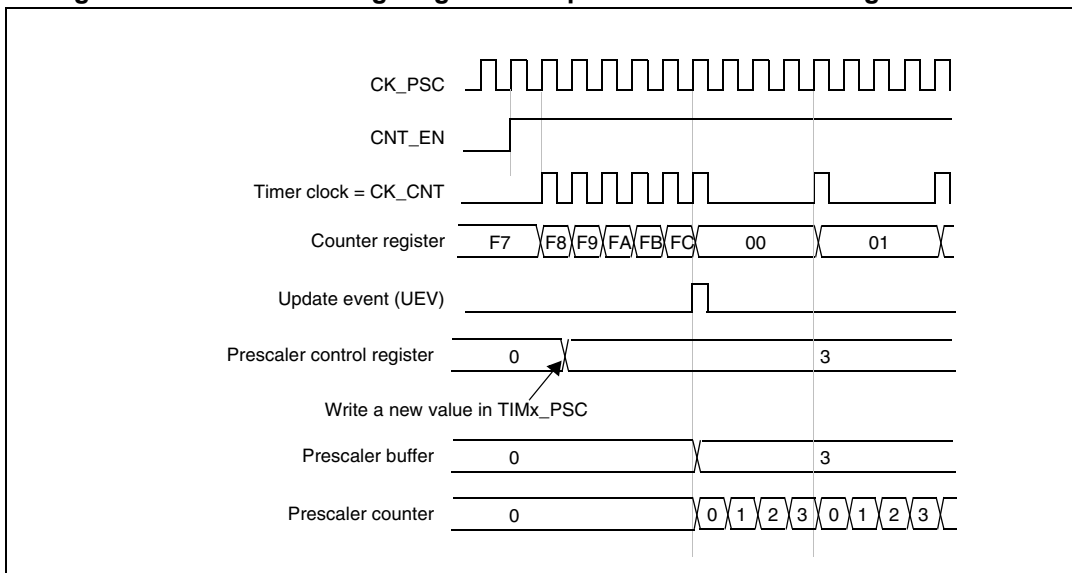 CK_PSC
CNT_EN
Timer clock = CK_CNT
Counter register F7 F8 F9 FA FB FC 00 01
Update event (UEV)
Prescaler control register 0 3
Write a new value in TIMx_PSC
Prescaler buffer 0 3
Prescaler counter 0 0 1 2 3 0 1 2 3